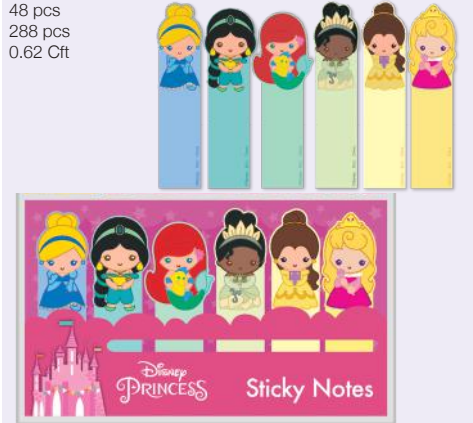 48 pcs
288 pcs
0.62 Cft
Disney
PRINCESS
Sticky Notes